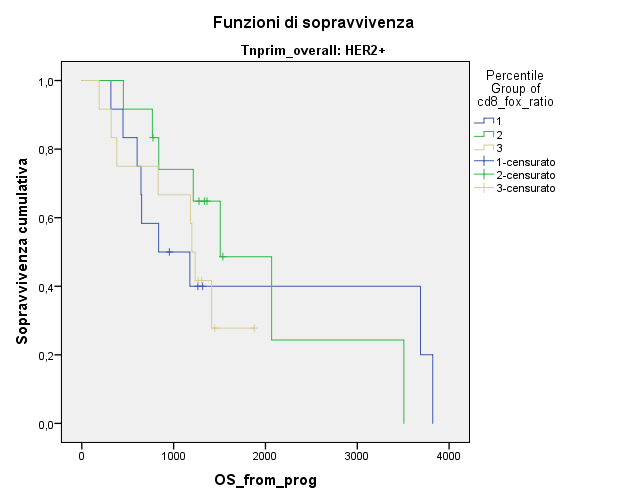 Funzioni di sopravvivenza
Tnprim_overall: HER2+
Percentile
Group of
cd8_fox_ratio
1
2
3
1-censurato
2-censurato
3-censurato
Sopravvivenza cumulativa
1,0
0,8
0,6
0,4
0,2
0,0
0
1000
2000
3000
4000
OS_from_prog